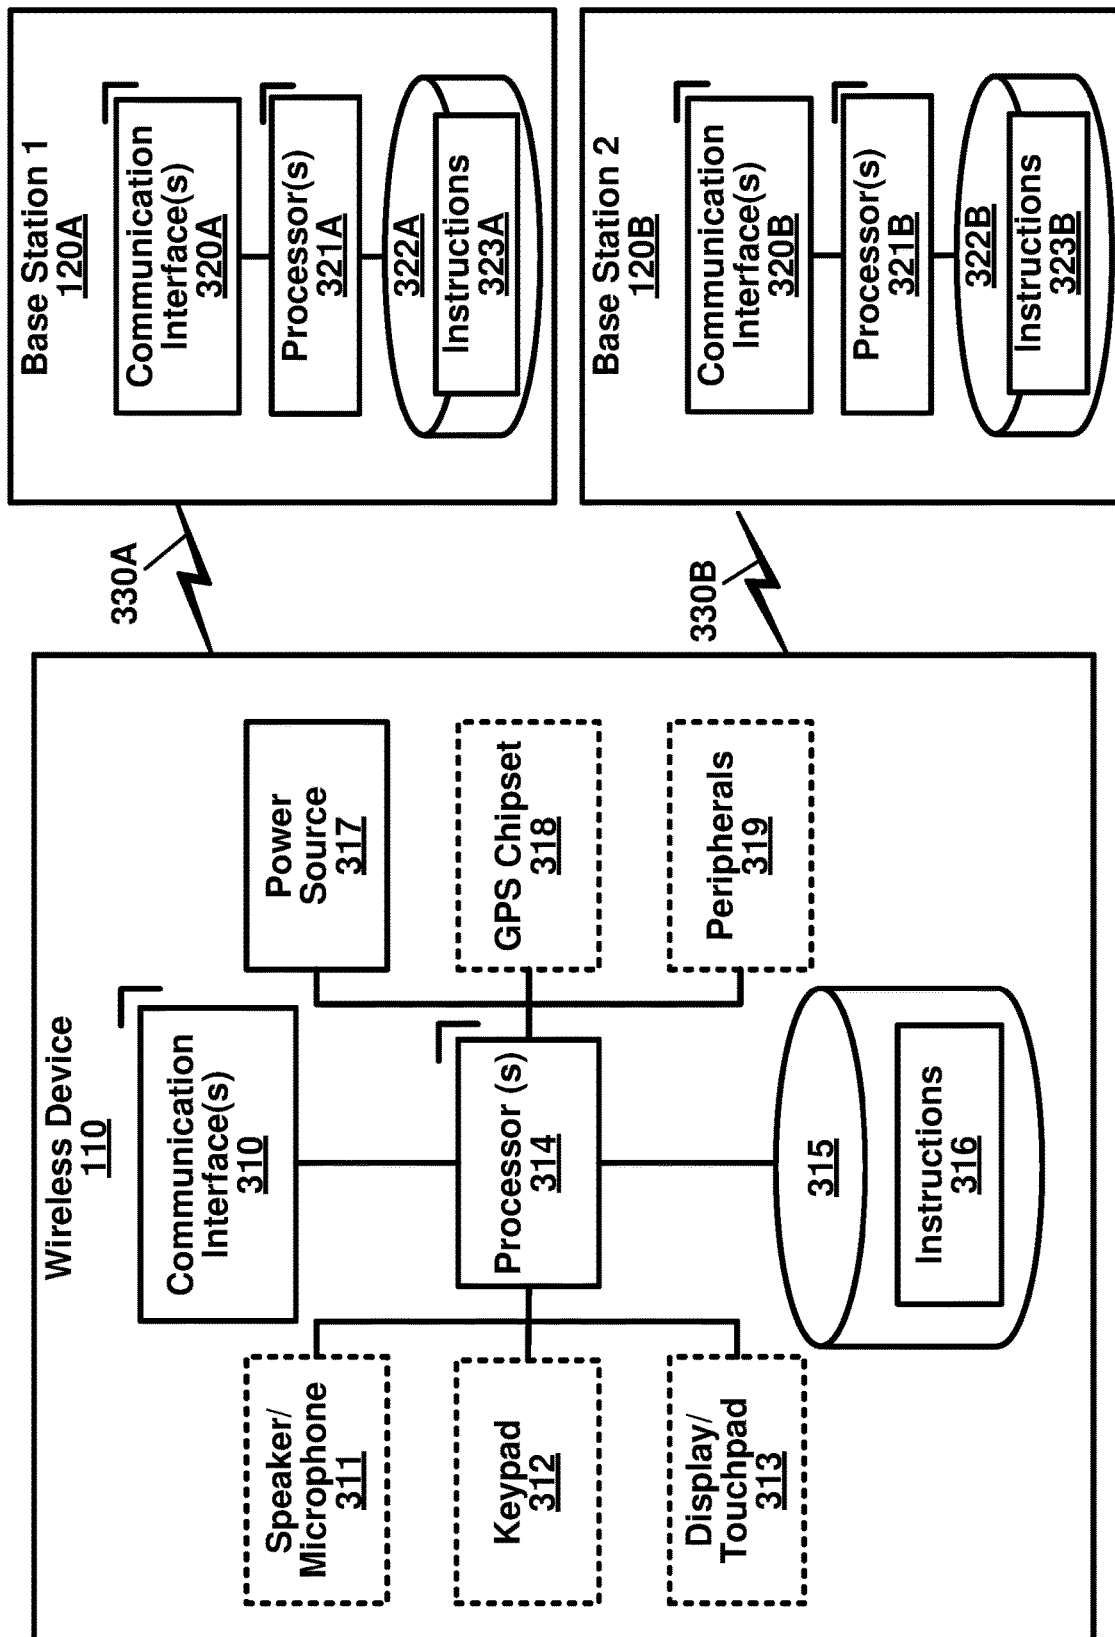 Wireless Device
110
Communication
Interface(s)
310
Speaker/
Microphone
311
Keypad
312
Display/
Touchpad
313
Processor (s)
314
Power
Source
317
GPS Chipset
318
Peripherals
319
315
Instructions
316
330A
330B
Base Station 1
120A
Communication
Interface(s)
320A
Processor(s)
321A
322A
Instructions
323A
Base Station 2
120B
Communication
Interface(s)
320B
Processor(s)
321B
322B
Instructions
323B